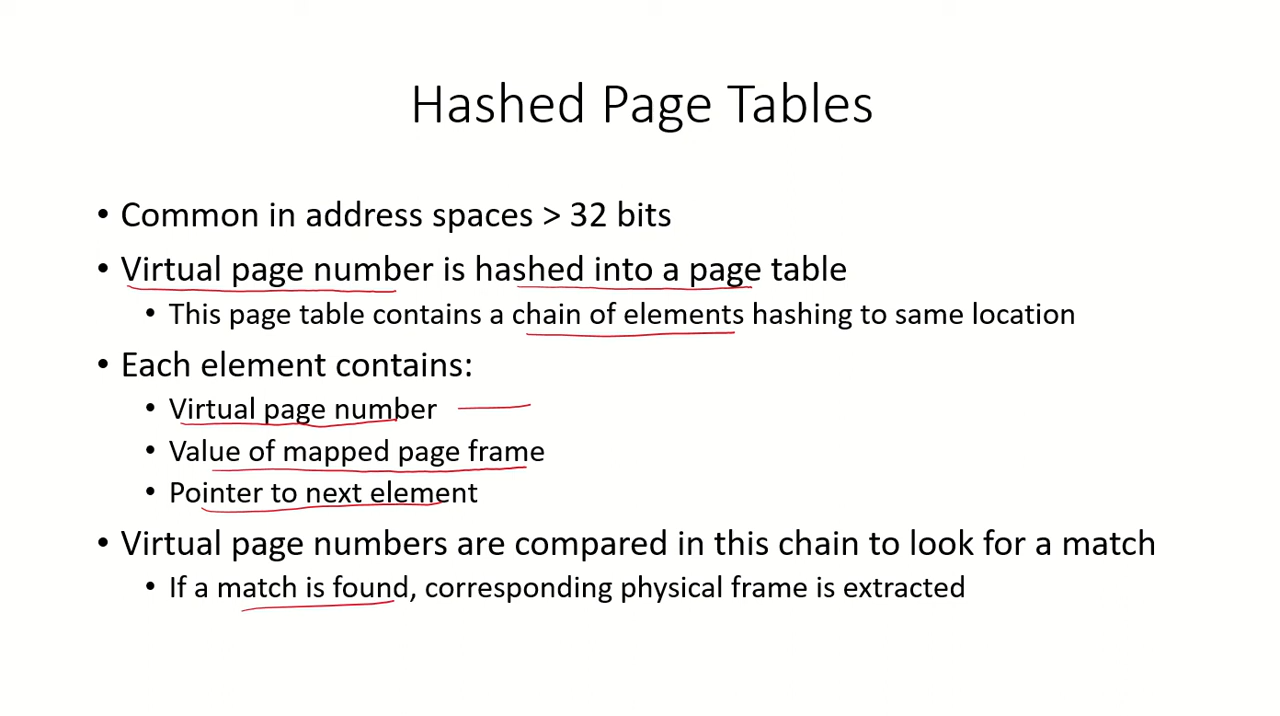 Hashed Page Tables
• Common in address spaces > 32 bits
• Virtual page number is hashed into a page table
• This page table contains a chain of elements hashing to same location
• Each element contains:
• Virtual page number
• Value of mapped page frame
• Pointer to next element
• Virtual page numbers are compared in this chain to look for a match
• If a match is found, corresponding physical frame is extracted